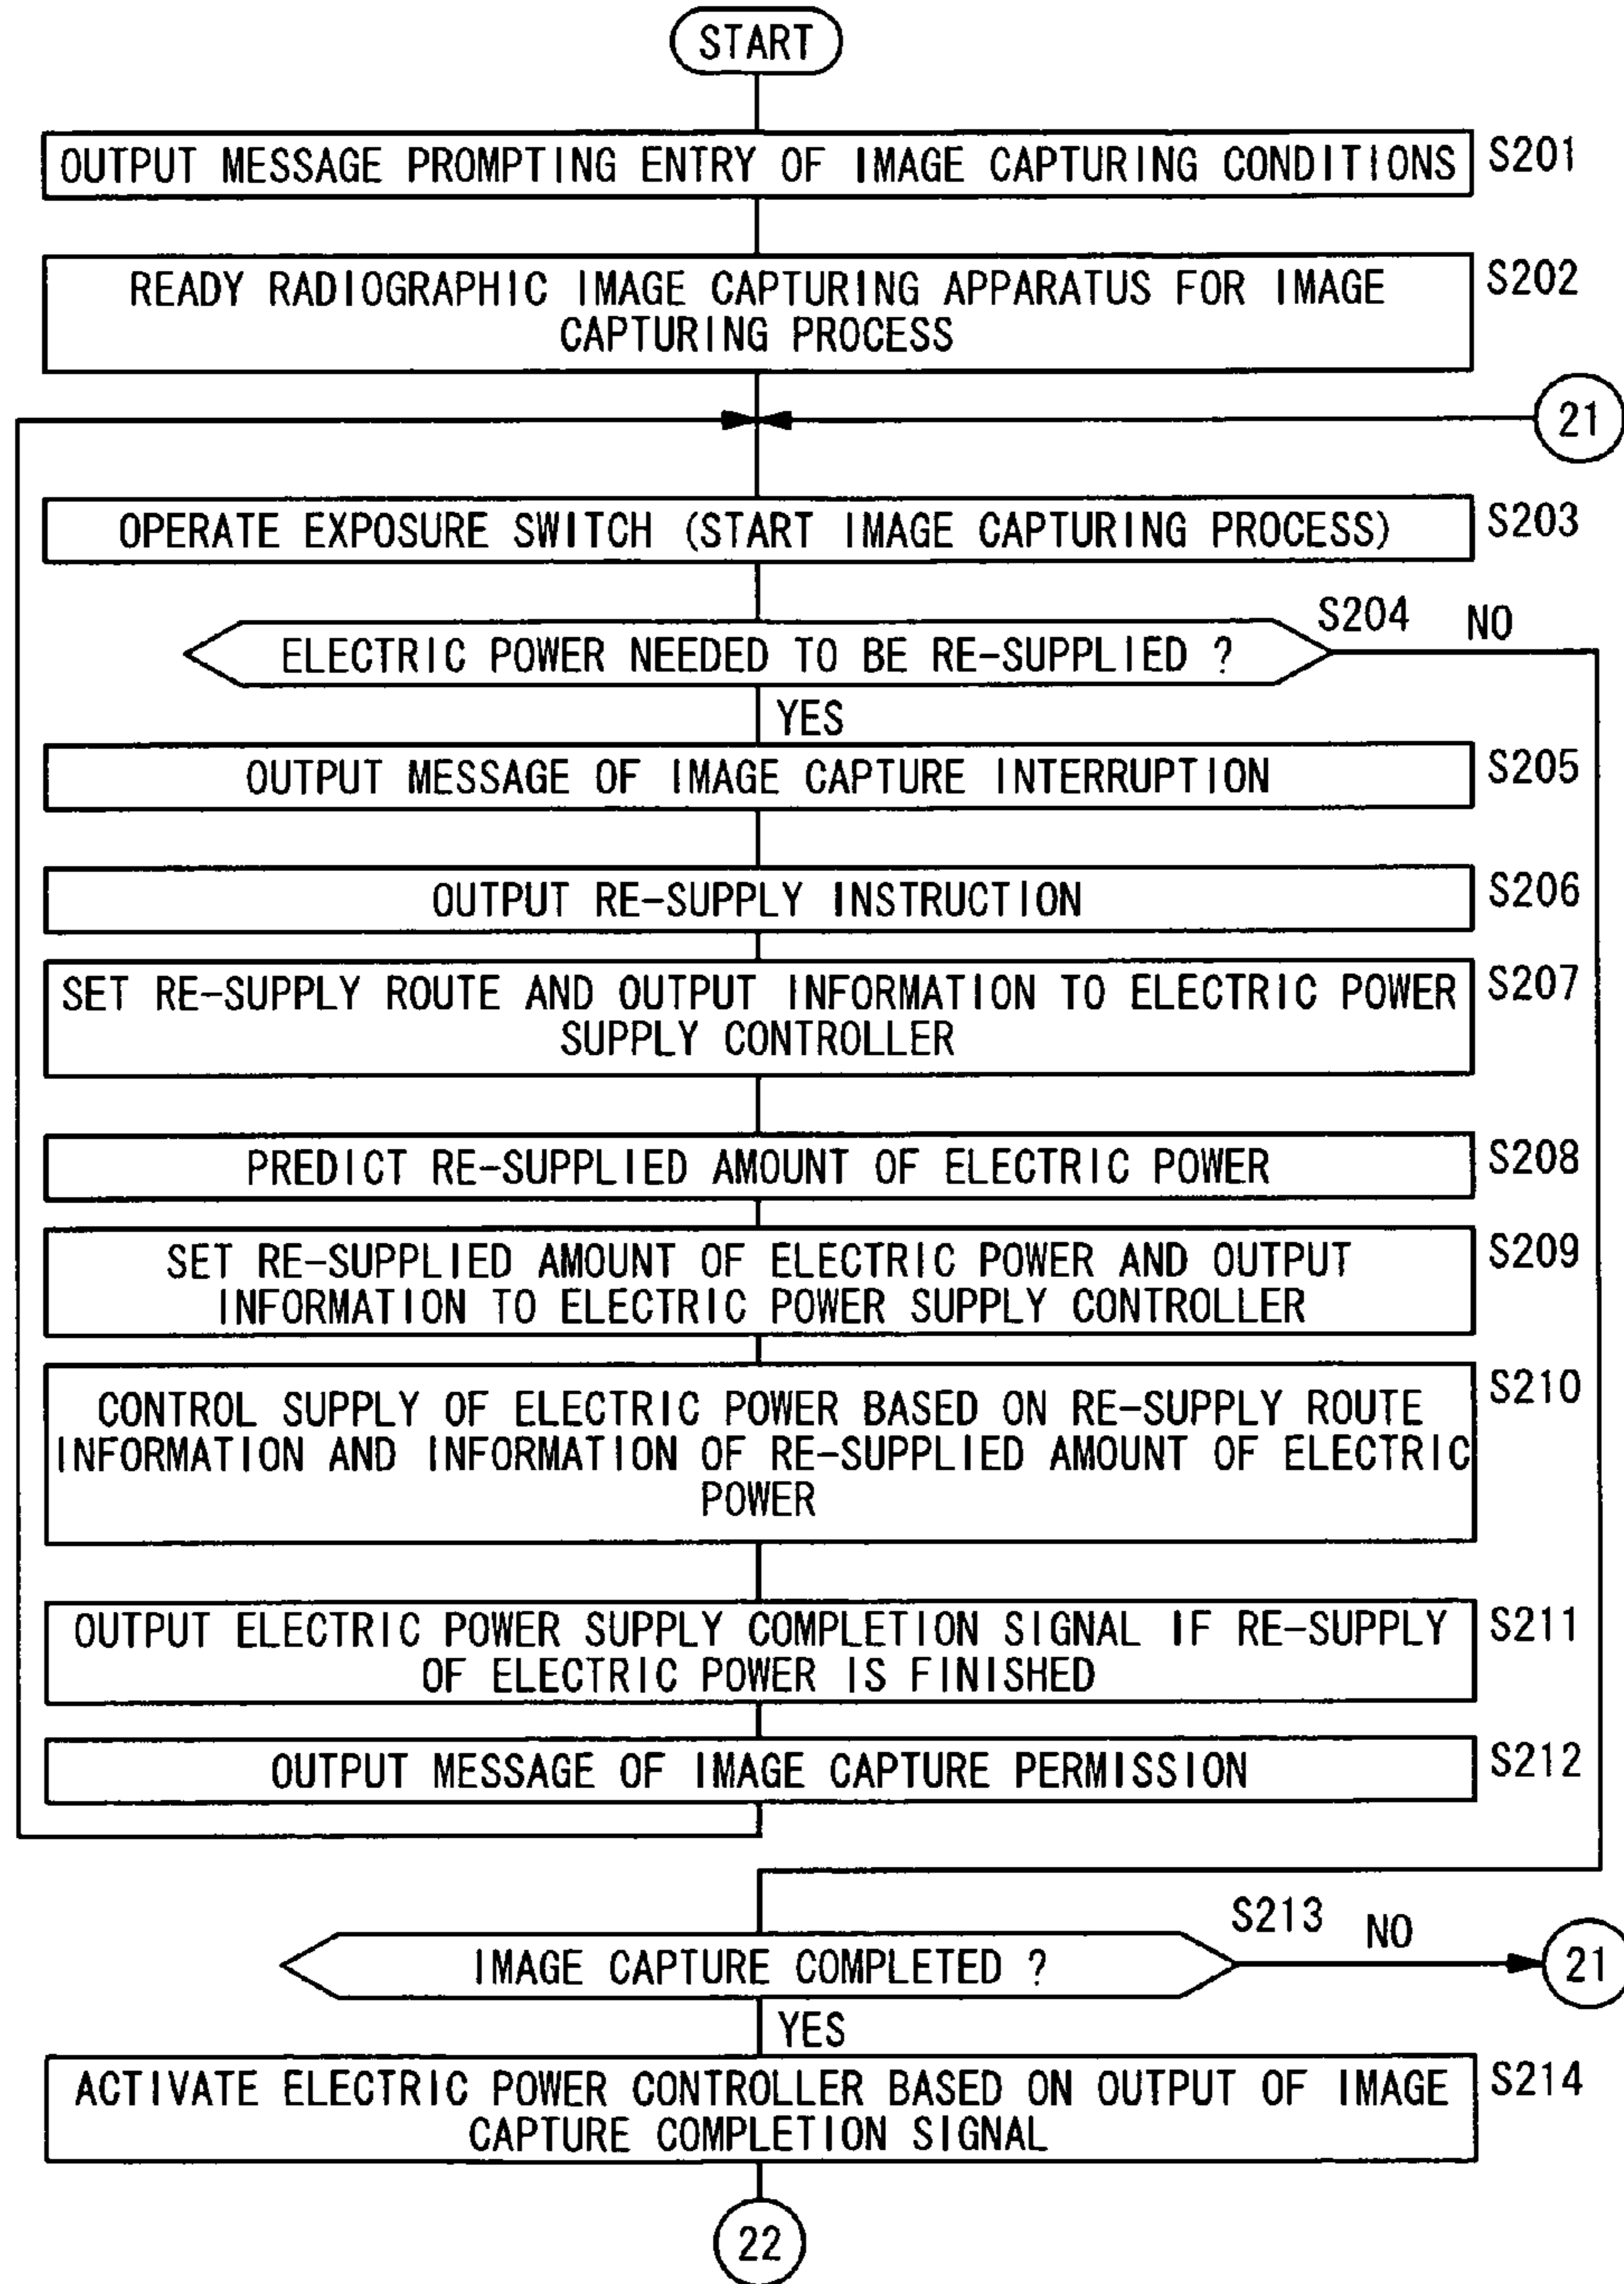 START
OUTPUT MESSAGE PROMPTING ENTRY OF IMAGE CAPTURING CONDITIONS
S201
READY RADIOGRAPHIC IMAGE CAPTURING APPARATUS FOR IMAGE
CAPTURING PROCESS
S202
21
OPERATE EXPOSURE SWITCH (START IMAGE CAPTURING PROCESS)
S203
ELECTRIC POWER NEEDED TO BE RE-SUPPLIED ?
S204
NO
YES
OUTPUT MESSAGE OF IMAGE CAPTURE INTERRUPTION
S205
OUTPUT RE-SUPPLY INSTRUCTION
S206
SET RE-SUPPLY ROUTE AND OUTPUT INFORMATION TO ELECTRIC POWER
SUPPLY CONTROLLER
S207
PREDICT RE-SUPPLIED AMOUNT OF ELECTRIC POWER
S208
SET RE-SUPPLIED AMOUNT OF ELECTRIC POWER AND OUTPUT
INFORMATION TO ELECTRIC POWER SUPPLY CONTROLLER
S209
CONTROL SUPPLY OF ELECTRIC POWER BASED ON RE-SUPPLY ROUTE
INFORMATION AND INFORMATION OF RE-SUPPLIED AMOUNT OF ELECTRIC
POWER
S210
OUTPUT ELECTRIC POWER SUPPLY COMPLETION SIGNAL IF RE-SUPPLY
OF ELECTRIC POWER IS FINISHED
S211
OUTPUT MESSAGE OF IMAGE CAPTURE PERMISSION
S212
IMAGE CAPTURE COMPLETED ?
S213
NO
21
YES
ACTIVATE ELECTRIC POWER CONTROLLER BASED ON OUTPUT OF IMAGE
CAPTURE COMPLETION SIGNAL
S214
22